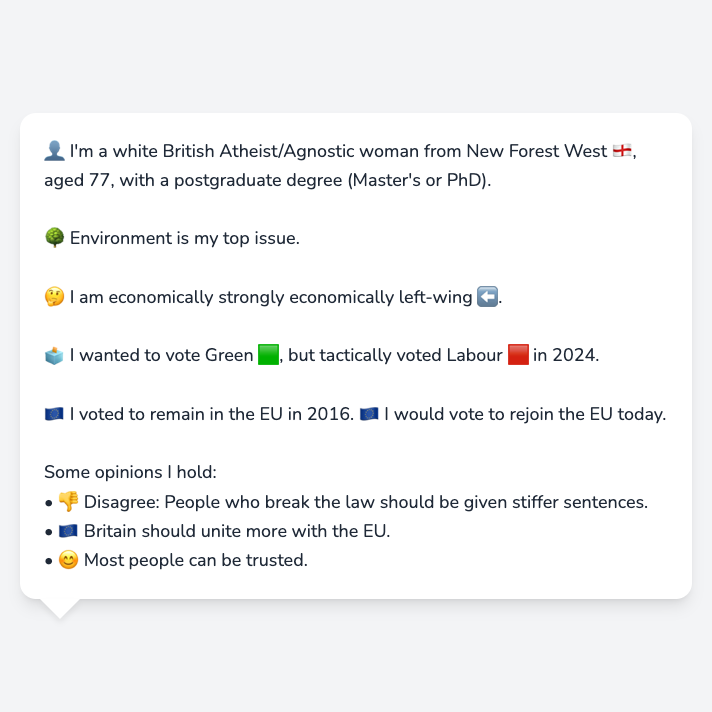 👤 I'm a white British Atheist/Agnostic woman from New Forest West 🏴󠁧󠁢󠁥󠁮󠁧󠁿,
aged 77, with a postgraduate degree (Master's or PhD).
🌳 Environment is my top issue.
🤔 I am economically strongly economically left-wing ⬅️.
🗳️ I wanted to vote Green 🟩, but tactically voted Labour 🟥 in 2024.
🇪🇺 I voted to remain in the EU in 2016. 🇪🇺 I would vote to rejoin the EU today.
Some opinions I hold:
• 👎 Disagree: People who break the law should be given stiffer sentences.
• 🇪🇺 Britain should unite more with the EU.
• 😊 Most people can be trusted.